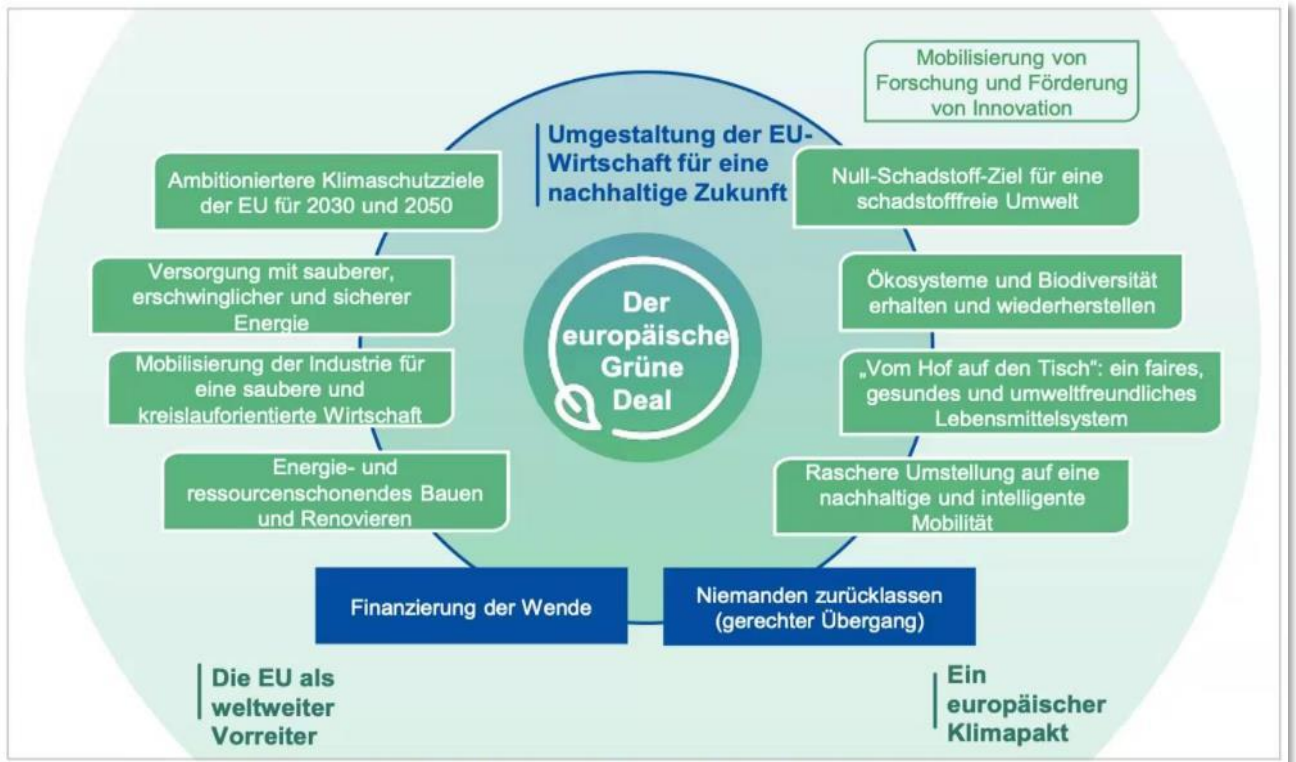 Mobilisierung von
Forschung und Förderung
von Innovation
Umgestaltung der EU-
Wirtschaft für eine
nachhaltige Zukunft
Ambitioniertere Klimaschutzziele
der EU für 2030 und 2050
Null-Schadstoff-Ziel für eine
schadstofffreie Umwelt
Versorgung mit sauberer,
erschwinglicher und sicherer
Energie
Ökosysteme und Biodiversität
erhalten und wiederherstellen
Der
europäische
Grüne
Deal
Mobilisierung der Industrie für
eine saubere und
kreislauforientierte Wirtschaft
„Vom Hof auf den Tisch“: ein faires,
gesundes und umweltfreundliches
Lebensmittelsystem
Energie- und
ressourcenschonendes Bauen
und Renovieren
Raschere Umstellung auf eine
nachhaltige und intelligente
Mobilität
Finanzierung der Wende
Niemanden zurücklassen
(gerechter Übergang)
Die EU als
weltweiter
Vorreiter
Ein
europäischer
Klimapakt